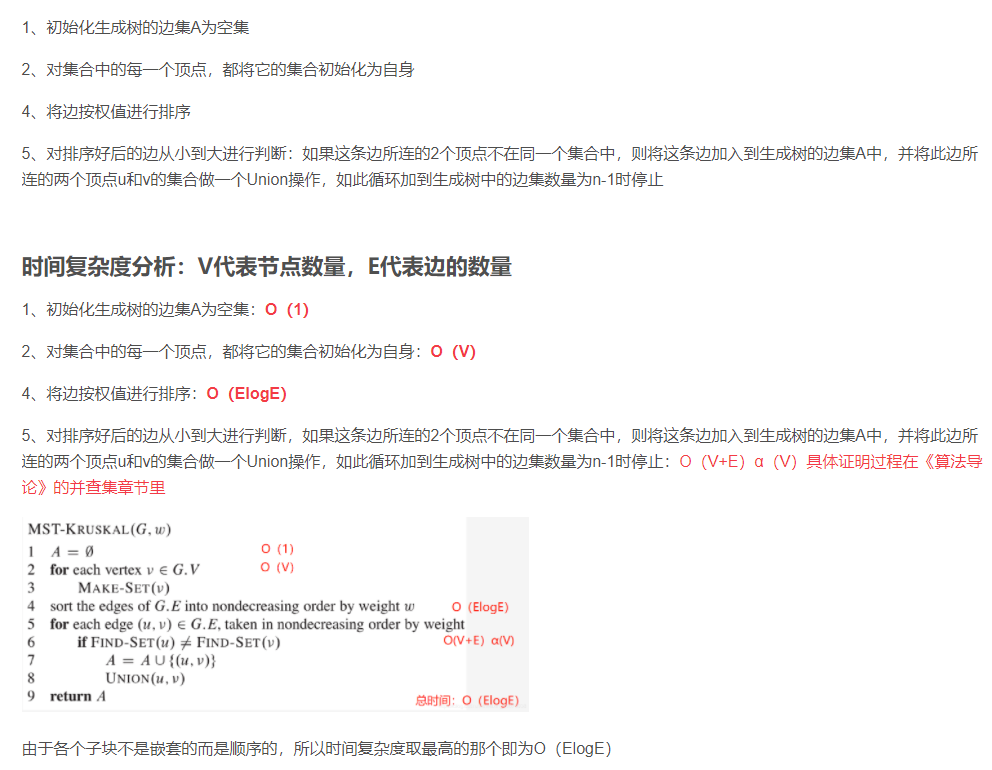 1、初始化生成树的边集A为空集
2、对集合中的每一个顶点，都将它的集合初始化为自身
4、将边按权值进行排序
5、对排序好后的边从小到大进行判断：如果这条边所连的2个顶点不在同一个集合中，则将这条边加入到生成树的边集A中，并将此边所
连的两个顶点u和v的集合做一个Union操作，如此循环加到生成树中的边集数量为n-1时停止
时间复杂度分析：V代表节点数量，E代表边的数量
1、初始化生成树的边集A为空集：O（1）
2、对集合中的每一个顶点，都将它的集合初始化为自身：O（V）
4、将边按权值进行排序：O（ElogE）
5、对排序好后的边从小到大进行判断，如果这条边所连的2个顶点不在同一个集合中，则将这条边加入到生成树的边集A中，并将此边所
连的两个顶点u和v的集合做一个Union操作，如此循环加到生成树中的边集数量为n-1时停止：O（V+E）α（V）具体证明过程在《算法导
论》的并查集章节里
MST-KRUSKAL(G, w)
1 A = ∅ O（1）
2 for each vertex v ∈ G.V O（V）
3 MAKE-SET(v)
4 sort the edges of G.E into nondecreasing order by weight w O（ElogE）
5 for each edge (u, v) ∈ G.E, taken in nondecreasing order by weight
6 if FIND-SET(u) ≠ FIND-SET(v) O(V+E) α(V)
7 A = A ∪ {(u, v)}
8 UNION(u, v)
9 return A 总时间：O（ElogE）
由于各个子块不是嵌套的而是顺序的，所以时间复杂度取最高的那个即为O（ElogE）